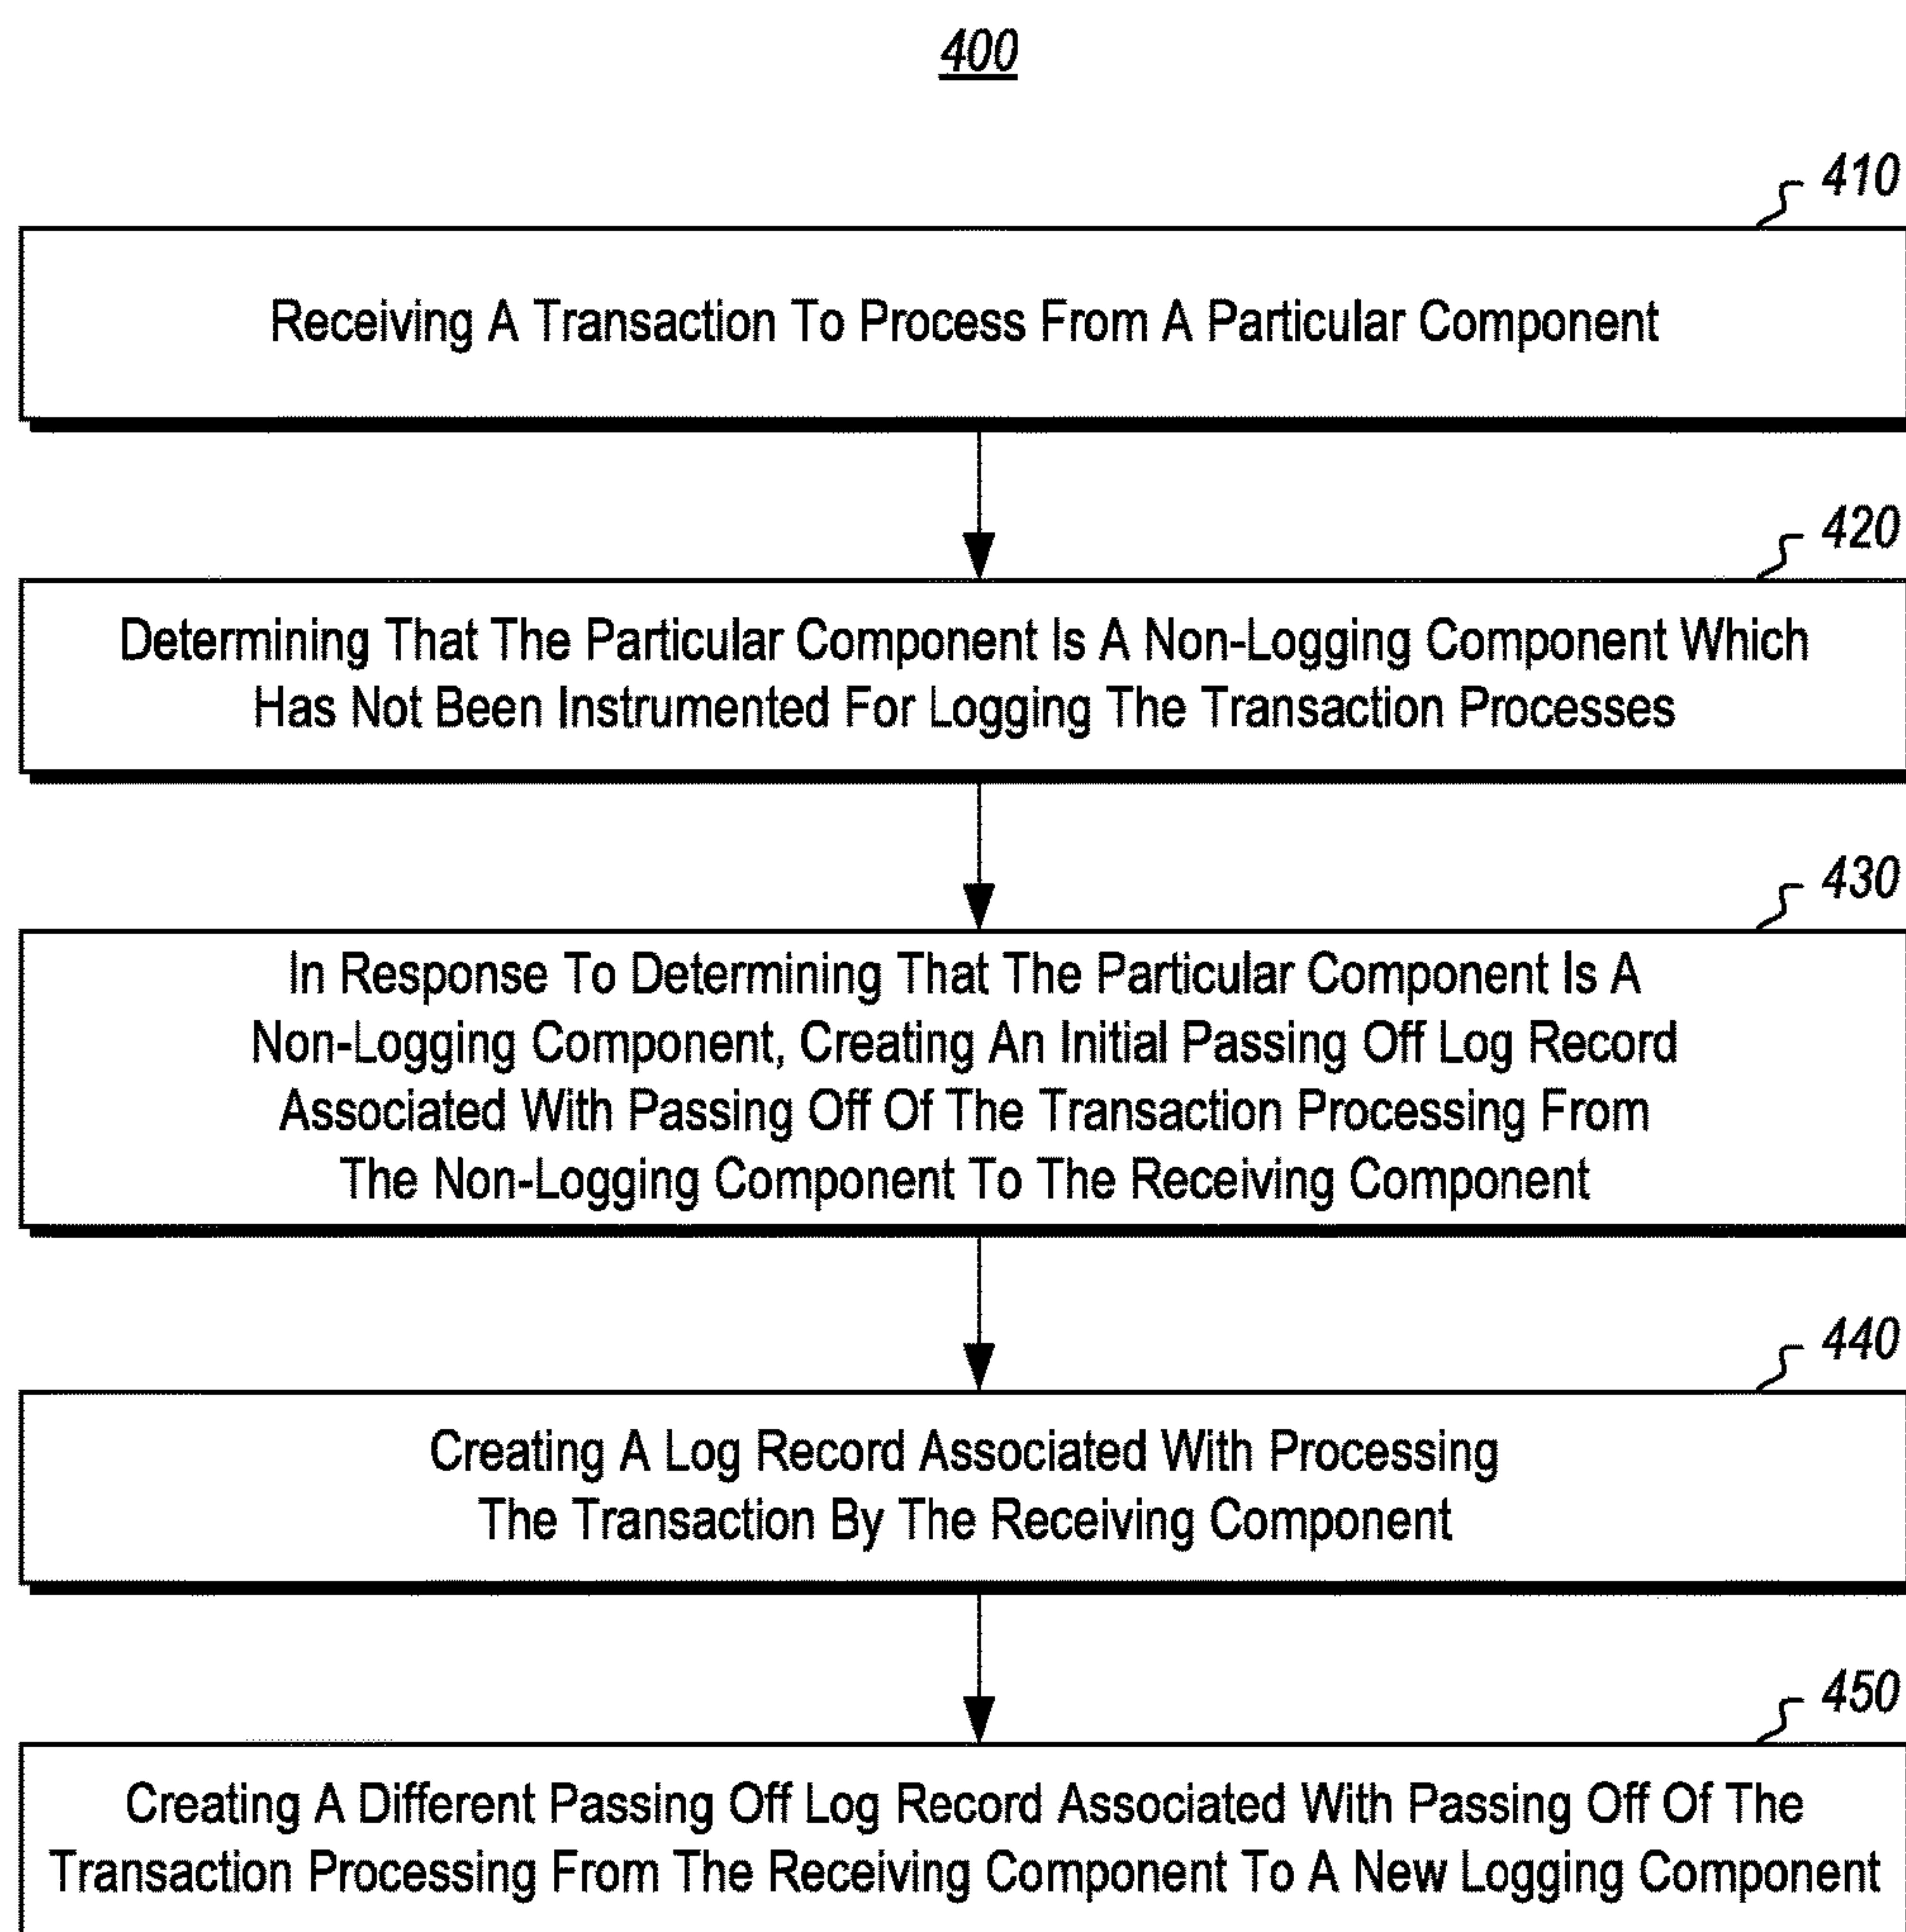 400
410
Receiving A Transaction To Process From A Particular Component
420
Determining That The Particular Component Is A Non-Logging Component Which
Has Not Been Instrumented For Logging The Transaction Processes
430
In Response To Determining That The Particular Component Is A
Non-Logging Component, Creating An Initial Passing Off Log Record
Associated With Passing Off Of The Transaction Processing From
The Non-Logging Component To The Receiving Component
440
Creating A Log Record Associated With Processing
The Transaction By The Receiving Component
450
Creating A Different Passing Off Log Record Associated With Passing Off Of The
Transaction Processing From The Receiving Component To A New Logging Component